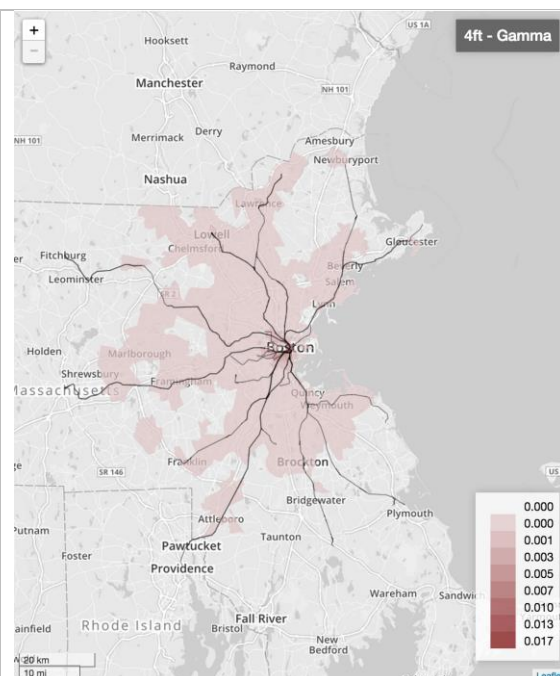 +
−
4ft - Gamma
US 1A
Hooksett
Raymond
Manchester
NH 101
Merrimack
Derry
Amesbury
NH 101
Newburyport
Nashua
Lawrence
Lowell
Gloucester
Chelmsford
Fitchburg
Beverly
Leominster
Salem
SR 2
Lynn
Boston
Holden
Marlborough
Shrewsbury
Framingham
Massachusetts
Quincy
Weymouth
Franklin
Brockton
SR 146
US
Bridgewater
Plymouth
Attleboro
Putnam
Taunton
Pawtucket
Foster
Providence
Wareham
Sandwich
Rhode Island
Fall River
Bristol
New
Bedford
20 km
10 mi
0.000
0.000
0.001
0.003
0.005
0.007
0.010
0.013
0.017